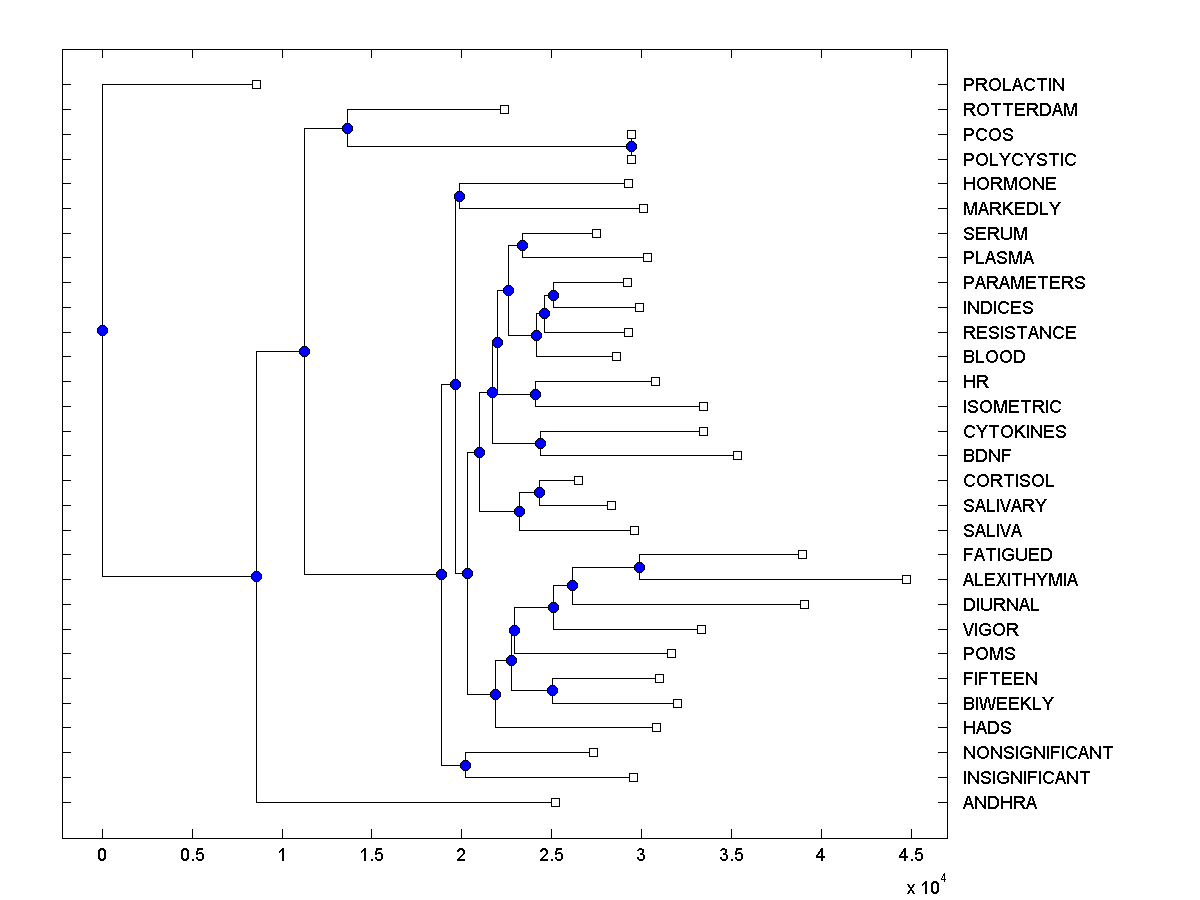 PROLACTIN
ROTTERDAM
PCOS
POLYCYSTIC
HORMONE
MARKEDLY
SERUM
PLASMA
PARAMETERS
INDICES
RESISTANCE
BLOOD
HR
ISOMETRIC
CYTOKINES
BDNF
CORTISOL
SALIVARY
SALIVA
FATIGUED
ALEXITHYMIA
DIURNAL
VIGOR
POMS
FIFTEEN
BIWEEKLY
HADS
NONSIGNIFICANT
INSIGNIFICANT
ANDHRA
0 0.5 1 1.5 2 2.5 3 3.5 4 4.5
x 10^4